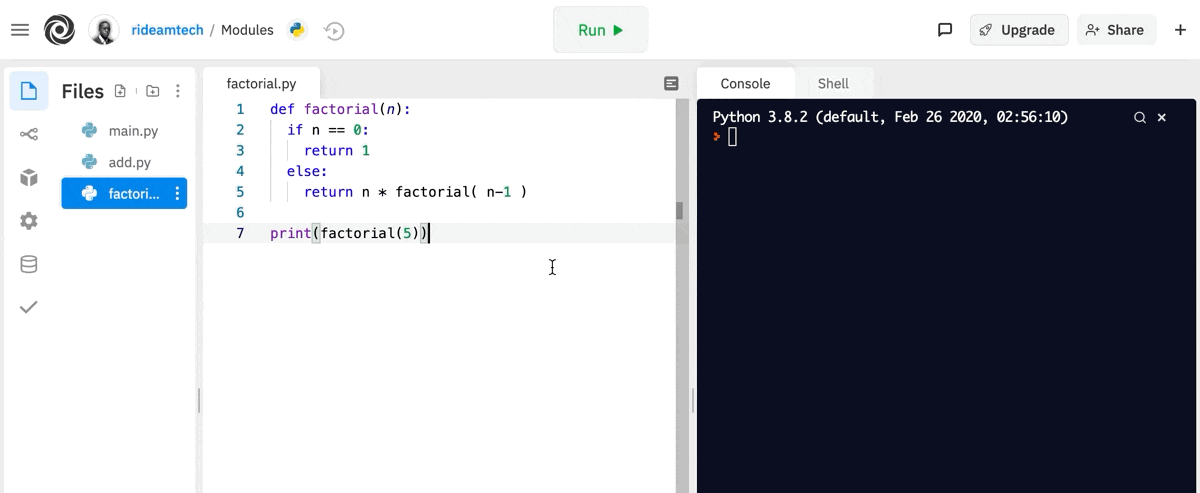 rideamtech / Modules
Run
Upgrade
Share
Files
main.py
add.py
factori...
factorial.py
1 def factorial(n):
2 if n == 0:
3 return 1
4 else:
5 return n * factorial( n-1 )
6
7 print(factorial(5))
Console
Shell
Python 3.8.2 (default, Feb 26 2020, 02:56:10)